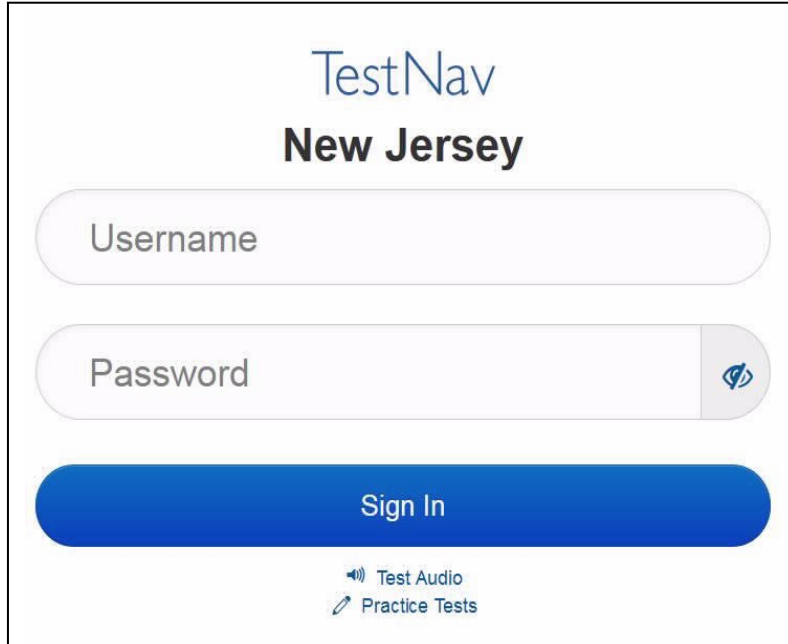 TestNav
New Jersey
Username
Password
Sign In
Test Audio
Practice Tests